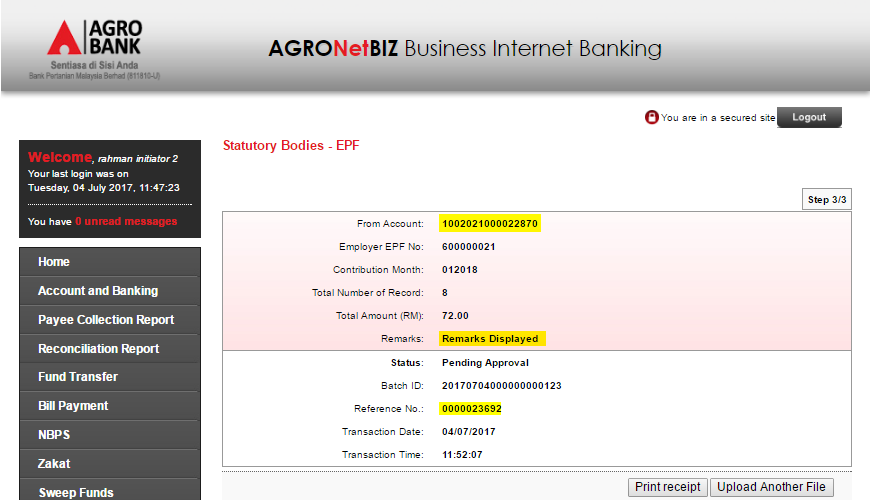 AGRO
BANK
Sentiasa di Sisi Anda
Bank Pertanian Malaysia Berhad (811810-U)
AGRONetBIZ Business Internet Banking
You are in a secured site
Logout
Welcome, rahman initiator 2
Your last login was on
Tuesday, 04 July 2017, 11:47:23
You have 0 unread messages
Home
Account and Banking
Payee Collection Report
Reconciliation Report
Fund Transfer
Bill Payment
NBPS
Zakat
Sweep Funds
Statutory Bodies - EPF
Step 3/3
From Account: 1002021000022870
Employer EPF No: 600000021
Contribution Month: 012018
Total Number of Record: 8
Total Amount (RM): 72.00
Remarks: Remarks Displayed
Status: Pending Approval
Batch ID: 20170704000000000123
Reference No.: 0000023692
Transaction Date: 04/07/2017
Transaction Time: 11:52:07
Print receipt
Upload Another File